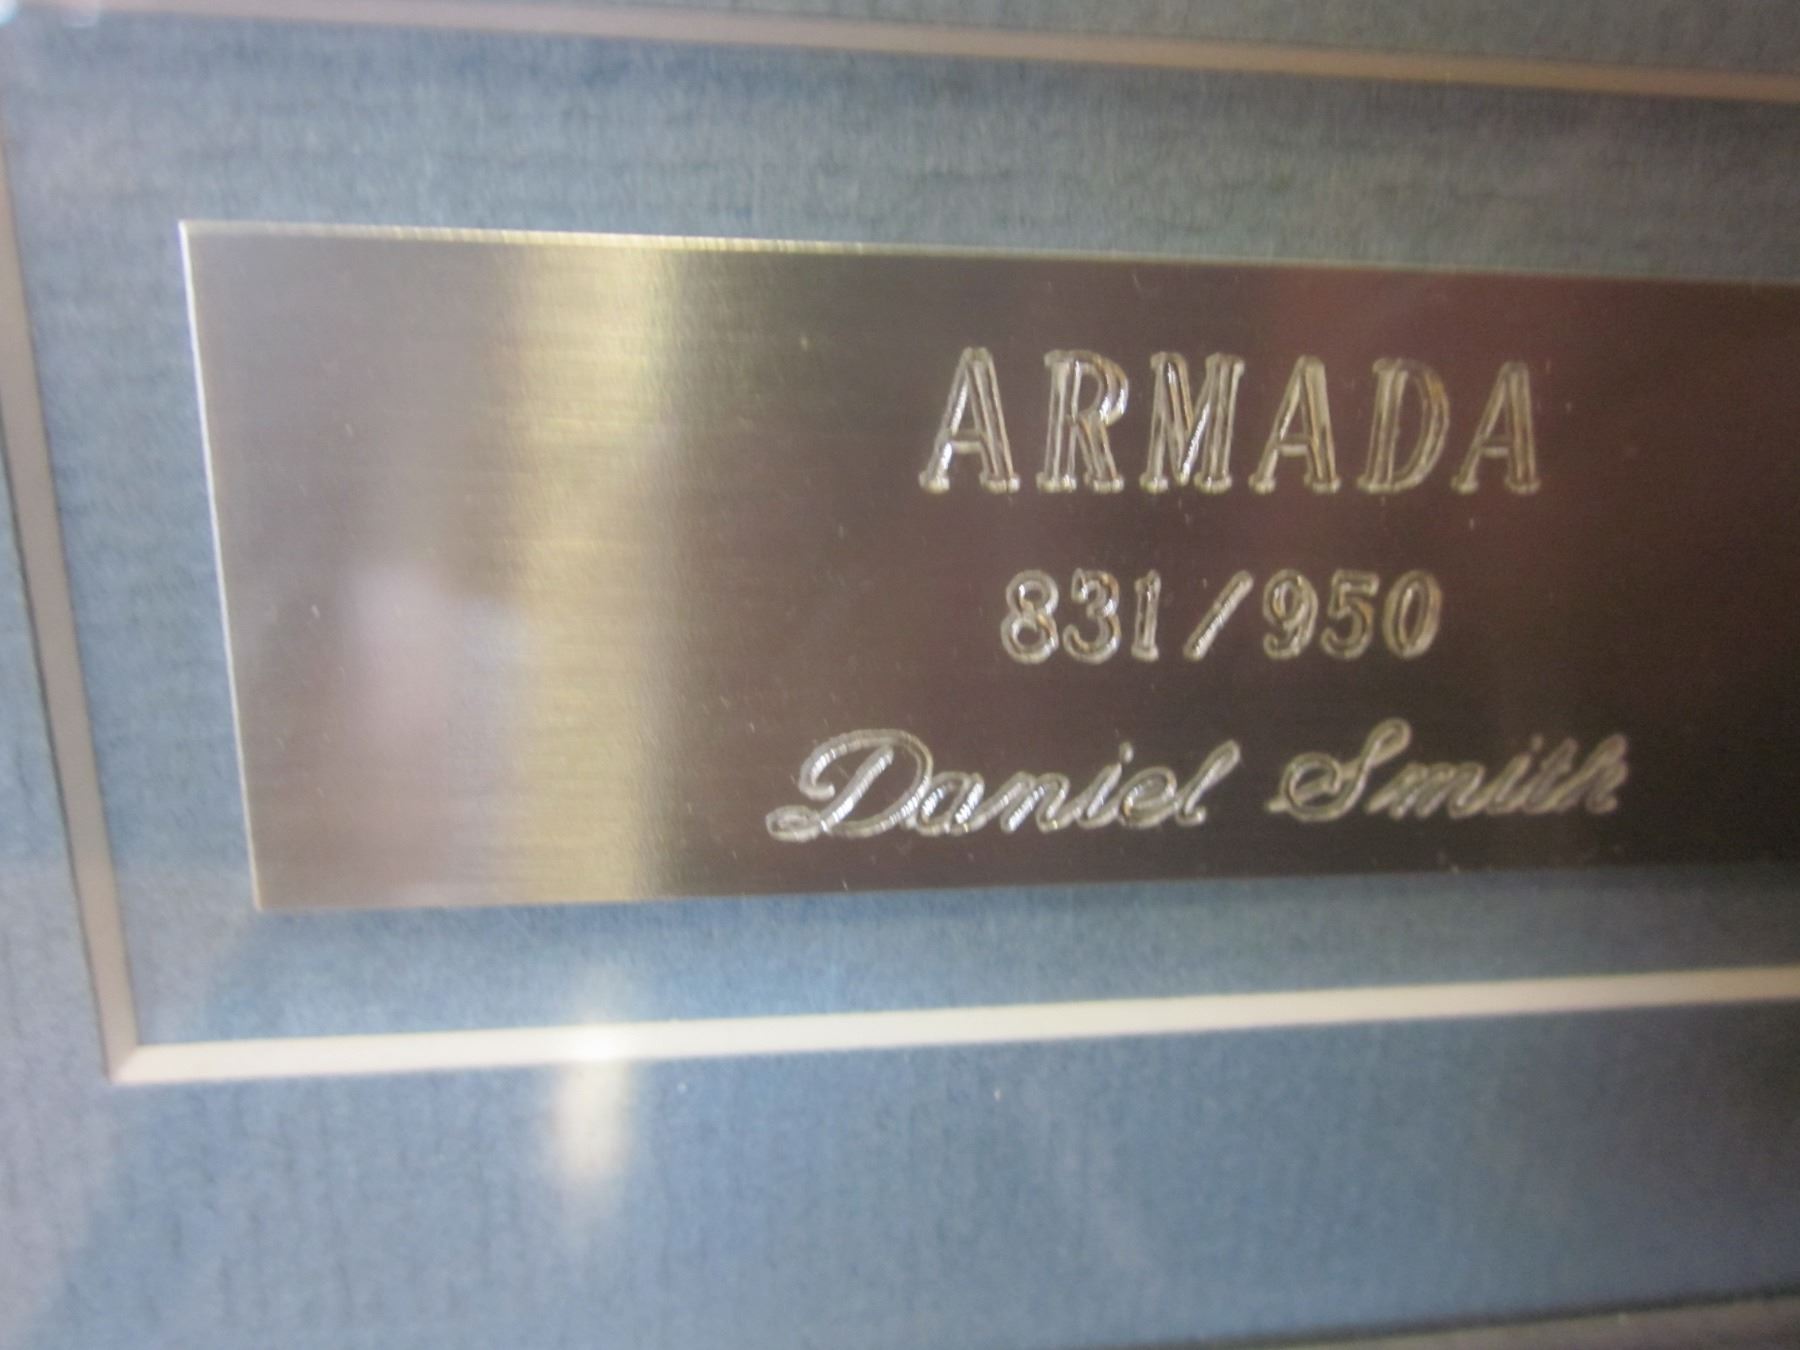 ARMADA
831/950
Daniel Smith